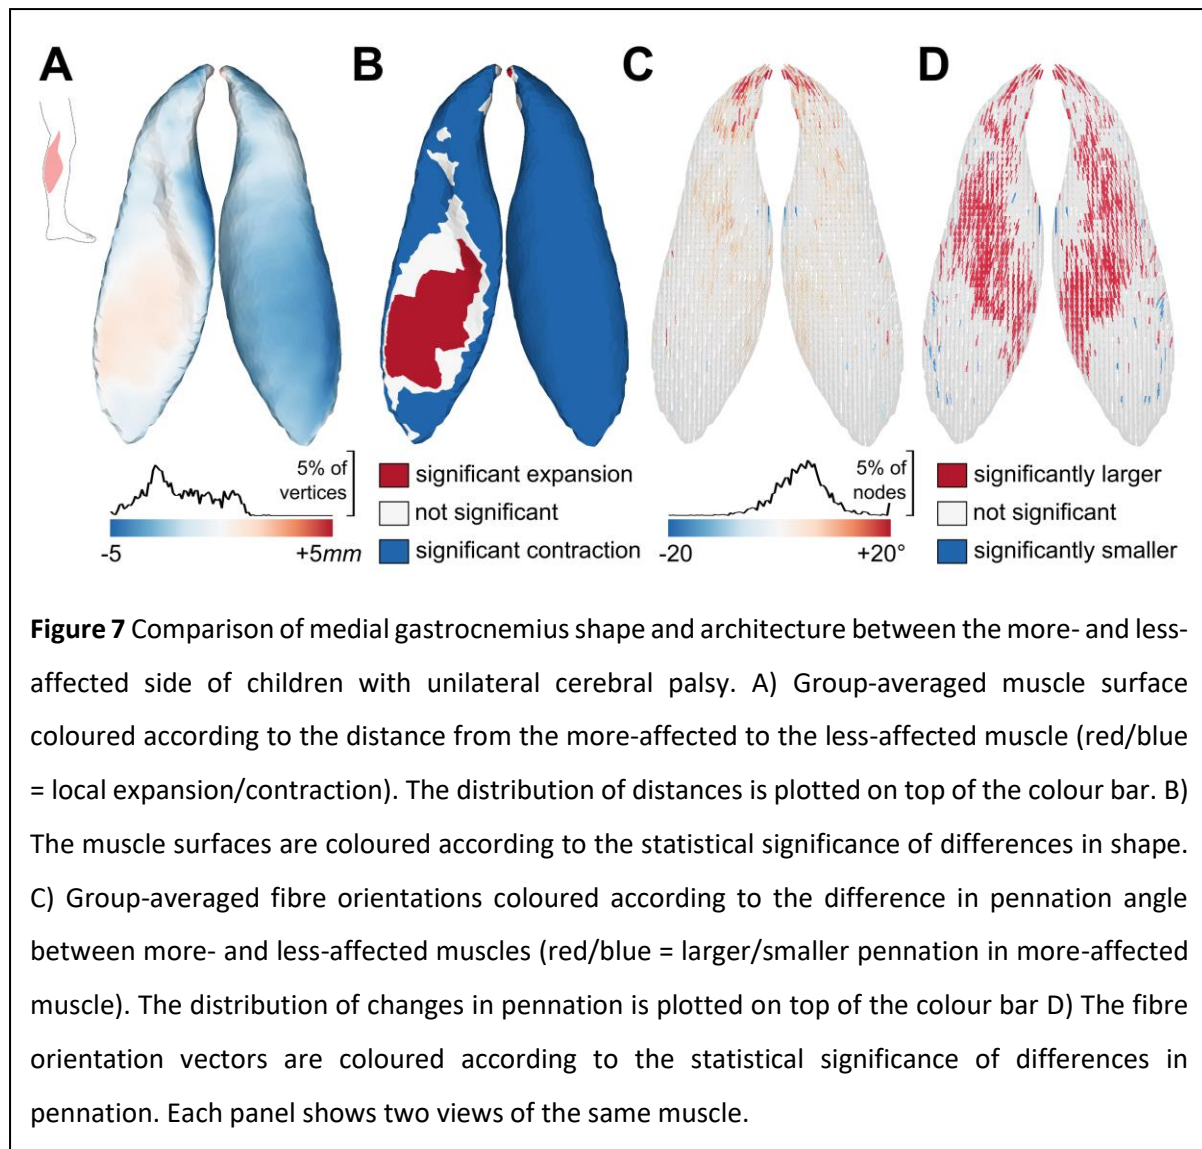 A
B
C
D
5% of
vertices
-5
+5mm
significant expansion
not significant
significant contraction
5% of
nodes
-20
+20°
significantly larger
not significant
significantly smaller
Figure 7 Comparison of medial gastrocnemius shape and architecture between the more- and less-
affected side of children with unilateral cerebral palsy. A) Group-averaged muscle surface
coloured according to the distance from the more-affected to the less-affected muscle (red/blue
= local expansion/contraction). The distribution of distances is plotted on top of the colour bar. B)
The muscle surfaces are coloured according to the statistical significance of differences in shape.
C) Group-averaged fibre orientations coloured according to the difference in pennation angle
between more- and less-affected muscles (red/blue = larger/smaller pennation in more-affected
muscle). The distribution of changes in pennation is plotted on top of the colour bar D) The fibre
orientation vectors are coloured according to the statistical significance of differences in
pennation. Each panel shows two views of the same muscle.